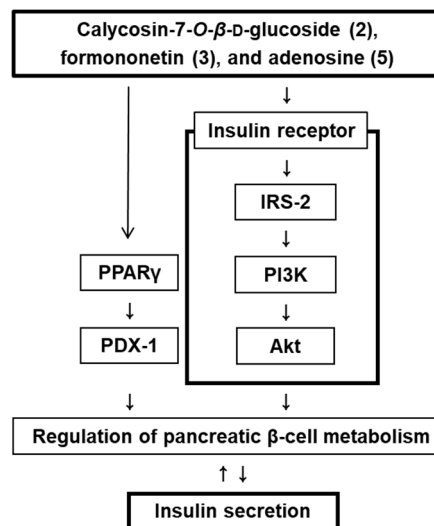 Calycosin-7-O-β-D-glucoside (2),
formononetin (3), and adenosine (5)
↓
Insulin receptor
↓
IRS-2
↓ ↓
PPARγ PI3K
↓ ↓
PDX-1 Akt
↓ ↓
Regulation of pancreatic β-cell metabolism
↑ ↓
Insulin secretion